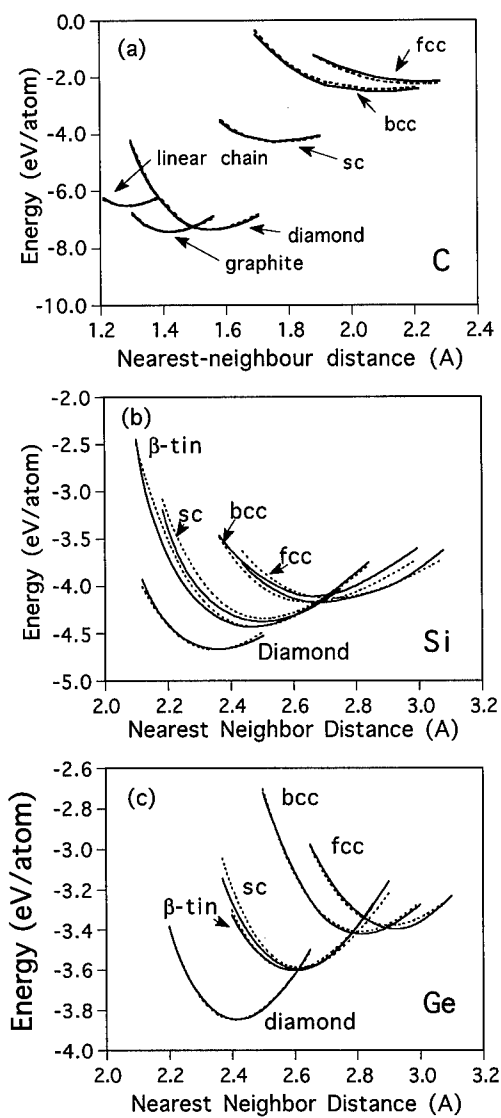 0.0
-2.0
-4.0
-6.0
-8.0
-10.0
Energy (eV/atom)
(a)
fcc
bcc
sc
linear chain
diamond
graphite
C
1.2 1.4 1.6 1.8 2.0 2.2 2.4
Nearest-neighbour distance (A)
-2.0
-2.5
-3.0
-3.5
-4.0
-4.5
-5.0
Energy (eV/atom)
(b)
β-tin
sc
bcc
fcc
Diamond
Si
2.0 2.2 2.4 2.6 2.8 3.0 3.2
Nearest Neighbor Distance (A)
-2.6
-2.8
-3.0
-3.2
-3.4
-3.6
-3.8
-4.0
Energy (eV/atom)
(c)
bcc
fcc
sc
β-tin
diamond
Ge
2.0 2.2 2.4 2.6 2.8 3.0 3.2
Nearest Neighbor Distance (A)